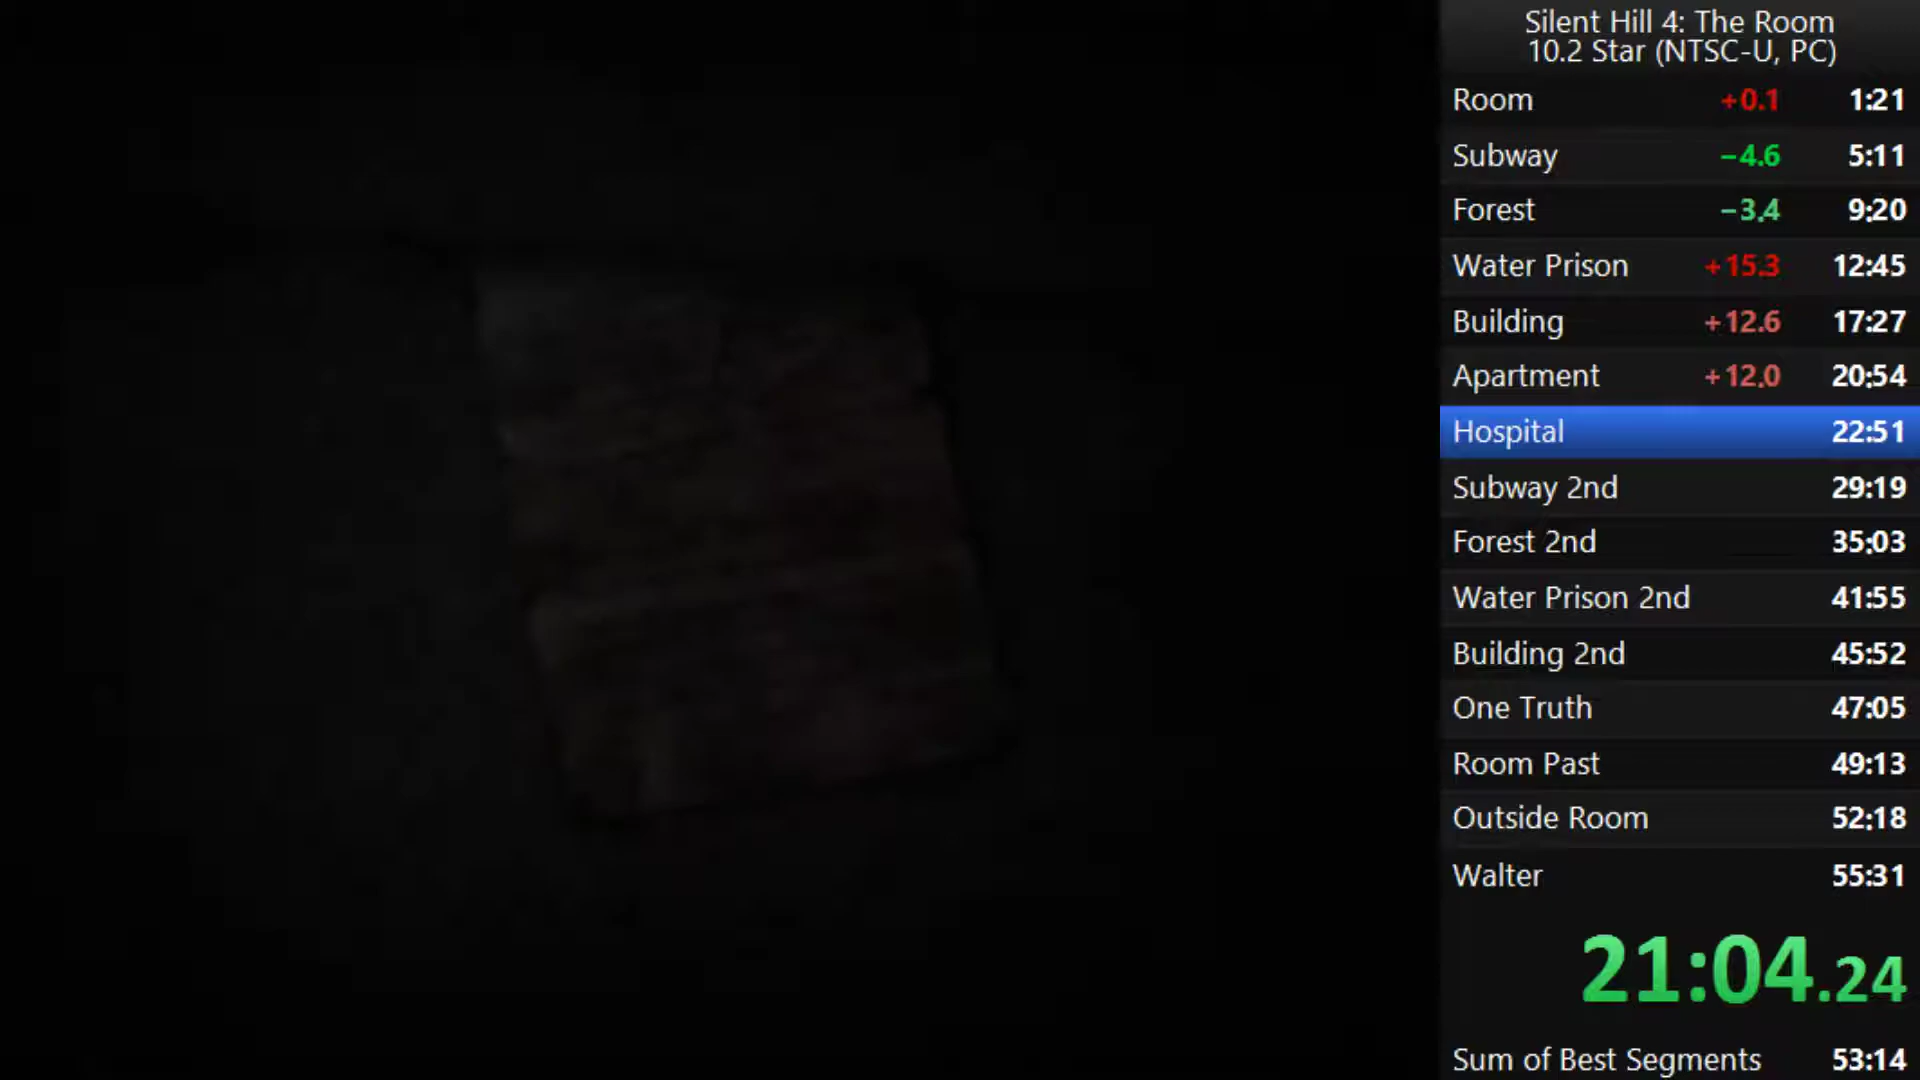 Silent Hill 4: The Room
10.2 Star (NTSC-U, PC)
Room +0.1 1:21
Subway −4.6 5:11
Forest −3.4 9:20
Water Prison +15.3 12:45
Building +12.6 17:27
Apartment +12.0 20:54
Hospital 22:51
Subway 2nd 29:19
Forest 2nd 35:03
Water Prison 2nd 41:55
Building 2nd 45:52
One Truth 47:05
Room Past 49:13
Outside Room 52:18
Walter 55:31
21:04.24
Sum of Best Segments 53:14